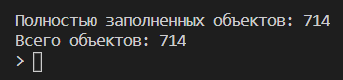 Полностью заполненных объектов: 714
Всего объектов: 714
>